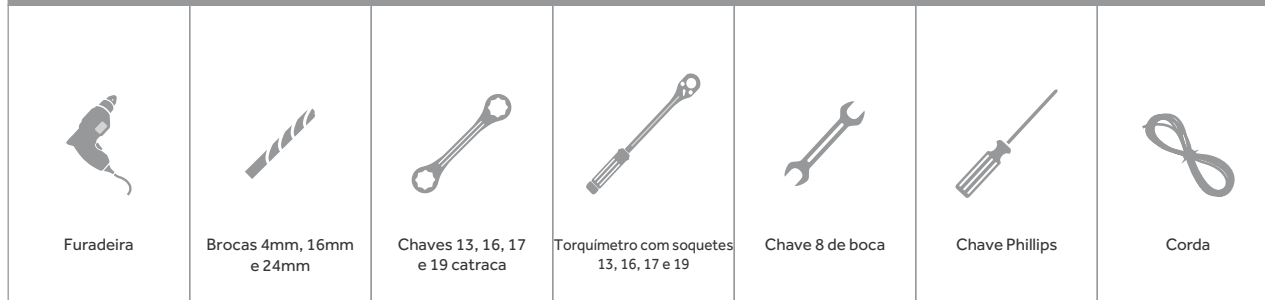 Furadeira
Brocas 4mm, 16mm
e 24mm
Chaves 13, 16, 17
e 19 catraca
Torquímetro com soquetes
13, 16, 17 e 19
Chave 8 de boca
Chave Phillips
Corda